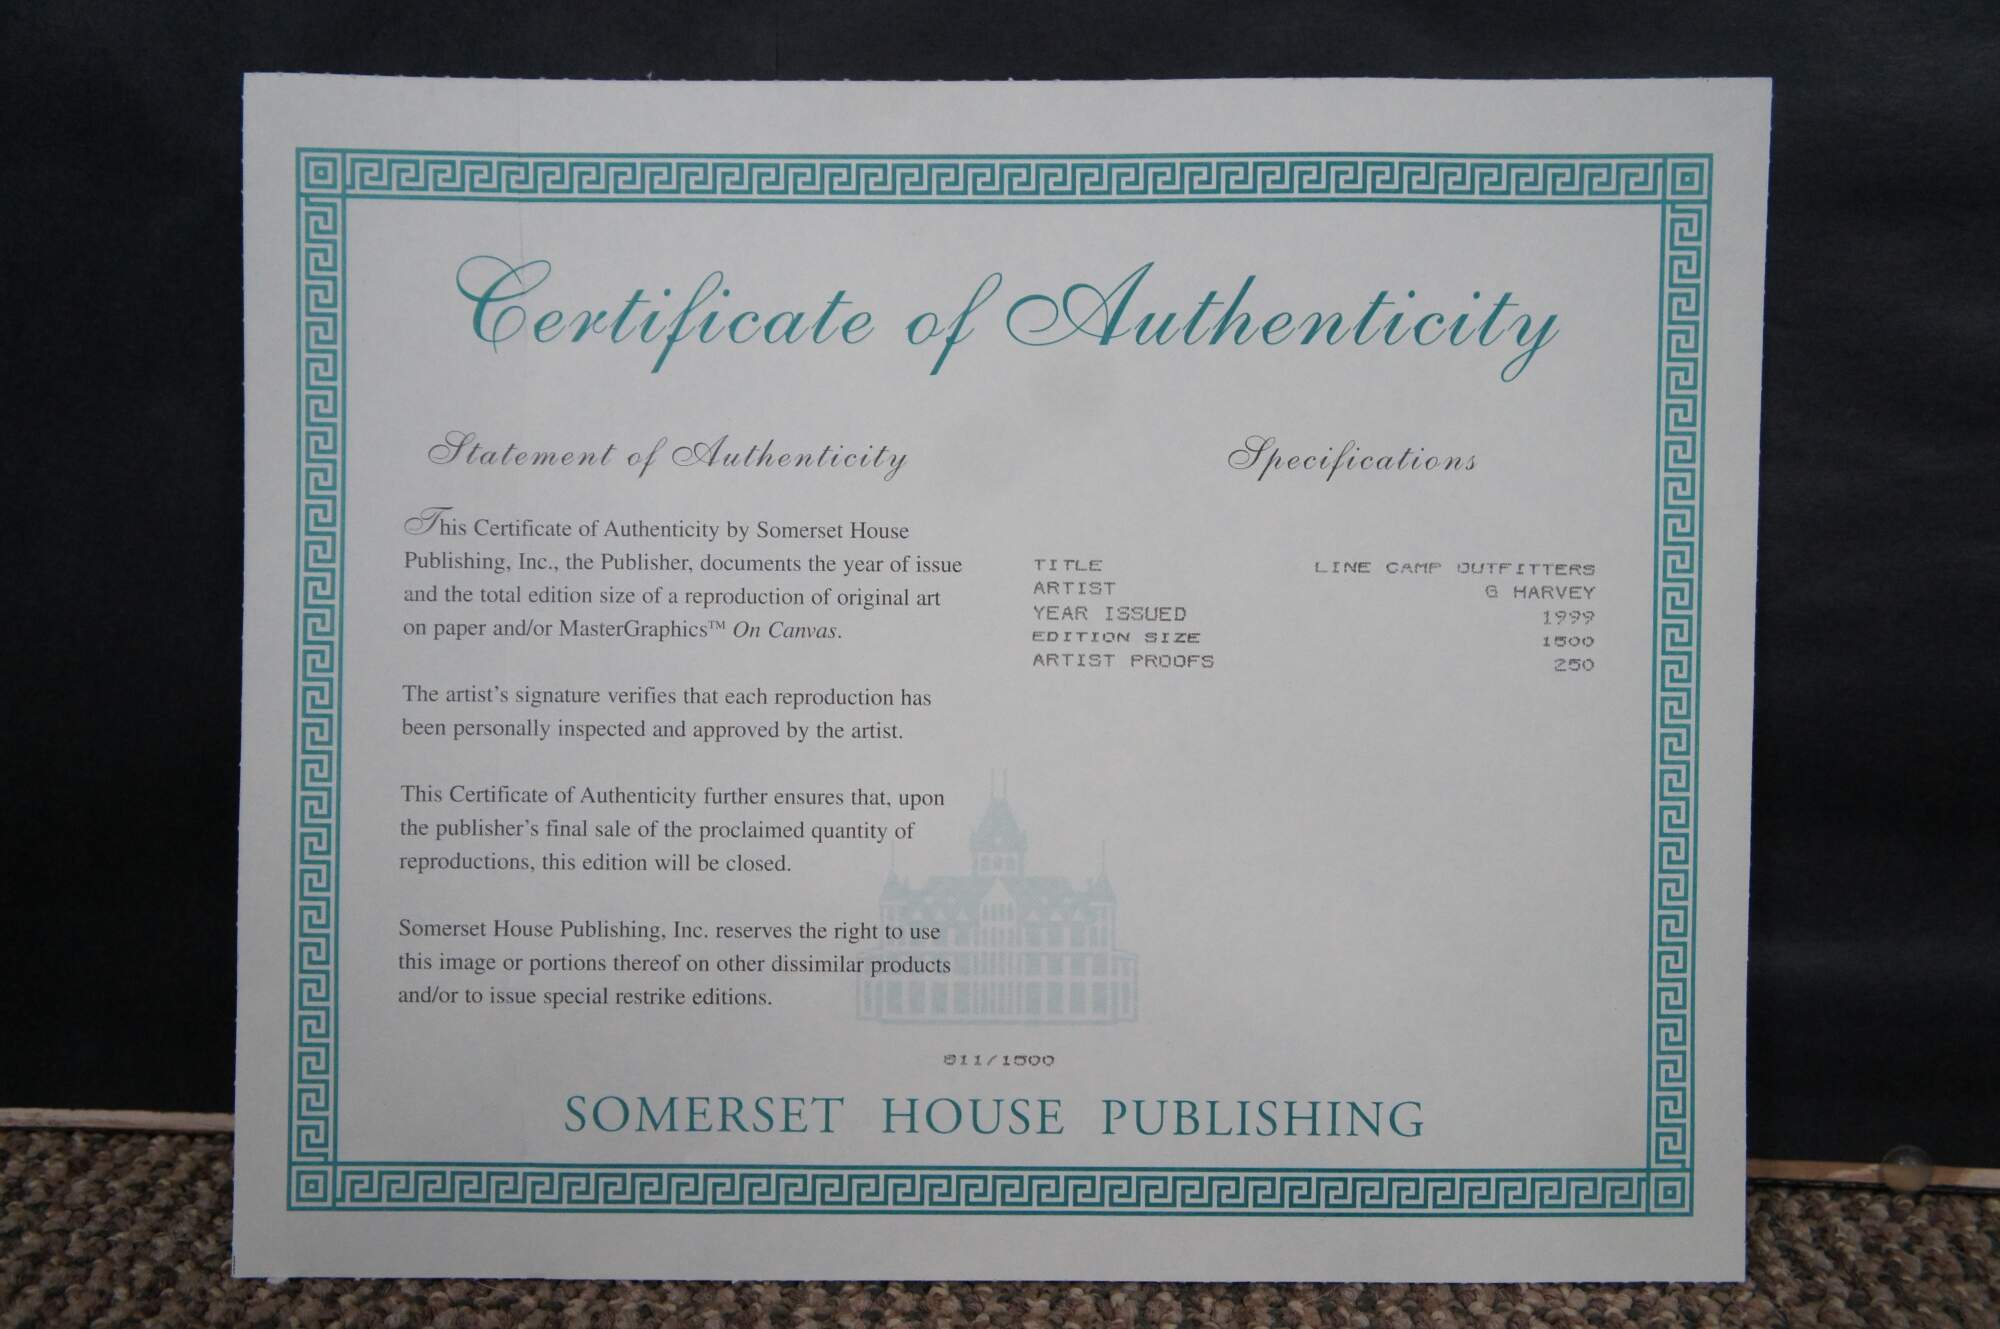 Certificate of Authenticity
Statement of Authenticity
This Certificate of Authenticity by Somerset House
Publishing, Inc., the Publisher, documents the year of issue
and the total edition size of a reproduction of original art
on paper and/or MasterGraphics™ On Canvas.
The artist's signature verifies that each reproduction has
been personally inspected and approved by the artist.
This Certificate of Authenticity further ensures that, upon
the publisher's final sale of the proclaimed quantity of
reproductions, this edition will be closed.
Somerset House Publishing, Inc. reserves the right to use
this image or portions thereof on other dissimilar products
and/or to issue special restrike editions.
Specifications
TITLE LINE CAMP OUTFITTERS
ARTIST G HARVEY
YEAR ISSUED 1999
EDITION SIZE 1500
ARTIST PROOFS 250
SOMERSET HOUSE PUBLISHING